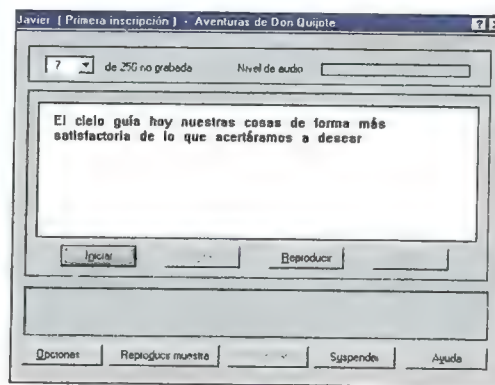 Javier ( Primera inscripción ) - Aventuras de Don Quijote
7 de 250 no grabada Nivel de audio
El cielo guía hoy nuestras cosas de forma más
satisfactoria de lo que acertáramos a desear
Iniciar Reproducir
Opciones Reproducir muestra Suspender Ayuda